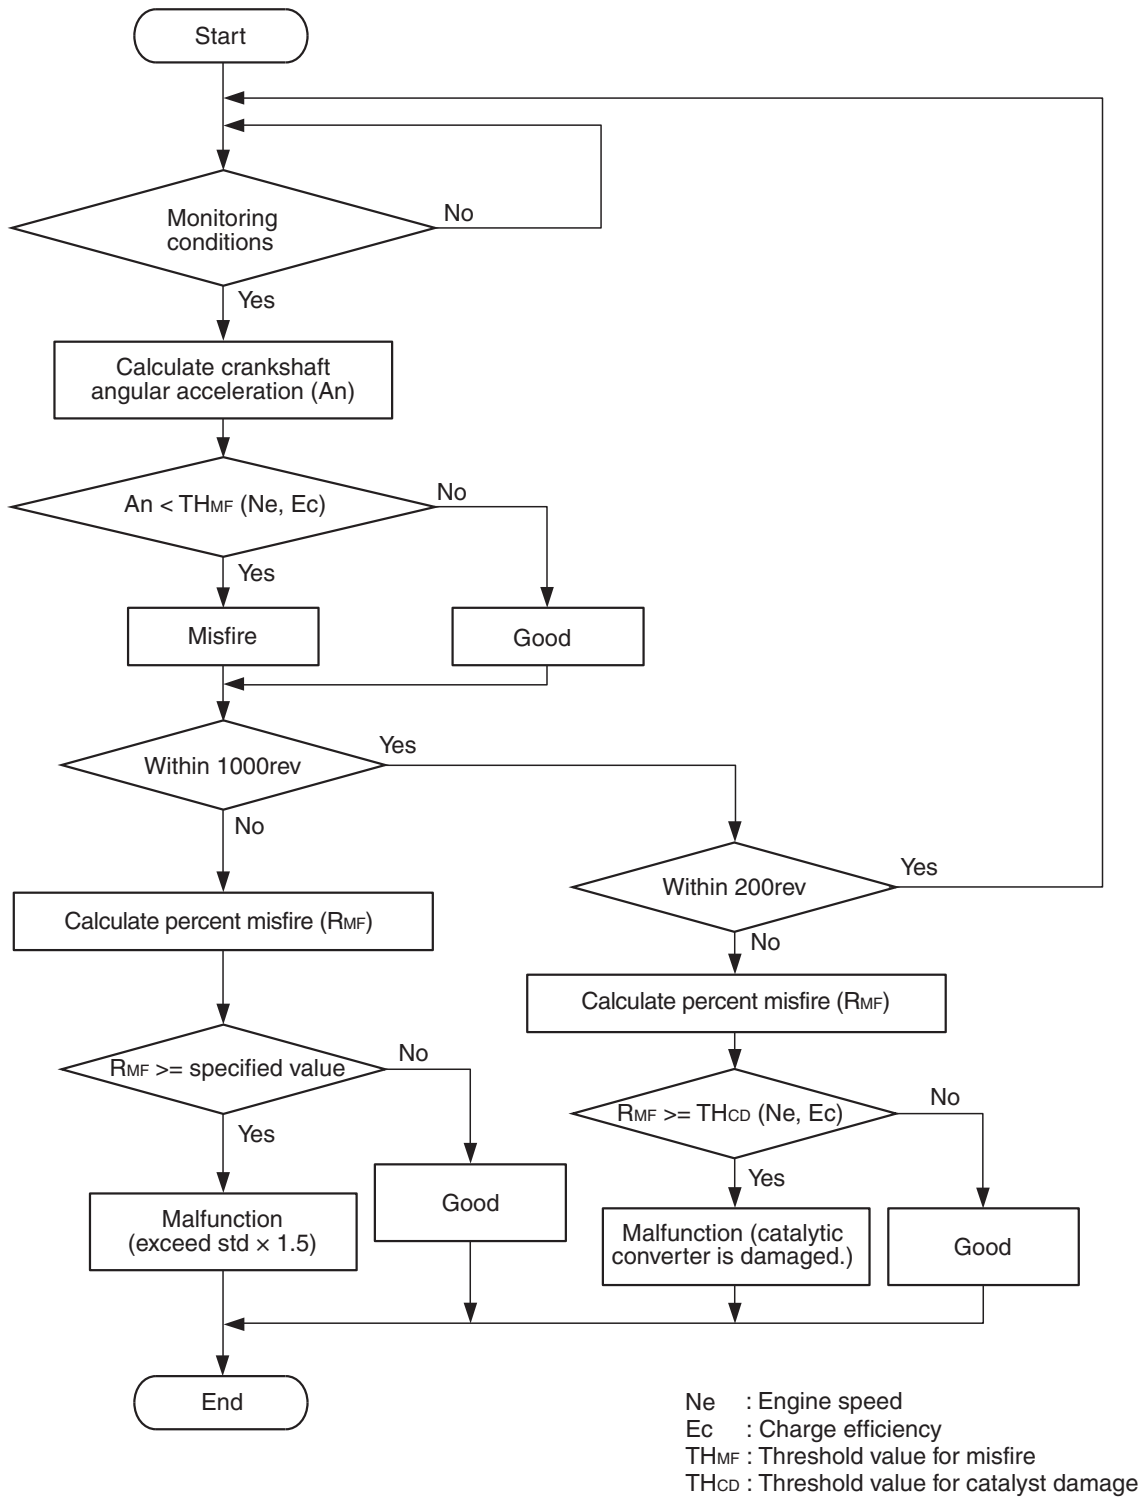 Start
Monitoring
conditions
No
Yes
Calculate crankshaft
angular acceleration (An)
An < THMF (Ne, Ec)
No
Yes
Misfire
Good
Within 1000rev
Yes
No
Within 200rev
Yes
No
Calculate percent misfire (RMF)
Calculate percent misfire (RMF)
RMF >= specified value
No
Yes
RMF >= THCD (Ne, Ec)
No
Yes
Malfunction
(exceed std × 1.5)
Good
Malfunction (catalytic
converter is damaged.)
Good
End
Ne : Engine speed
Ec : Charge efficiency
THMF : Threshold value for misfire
THCD : Threshold value for catalyst damage